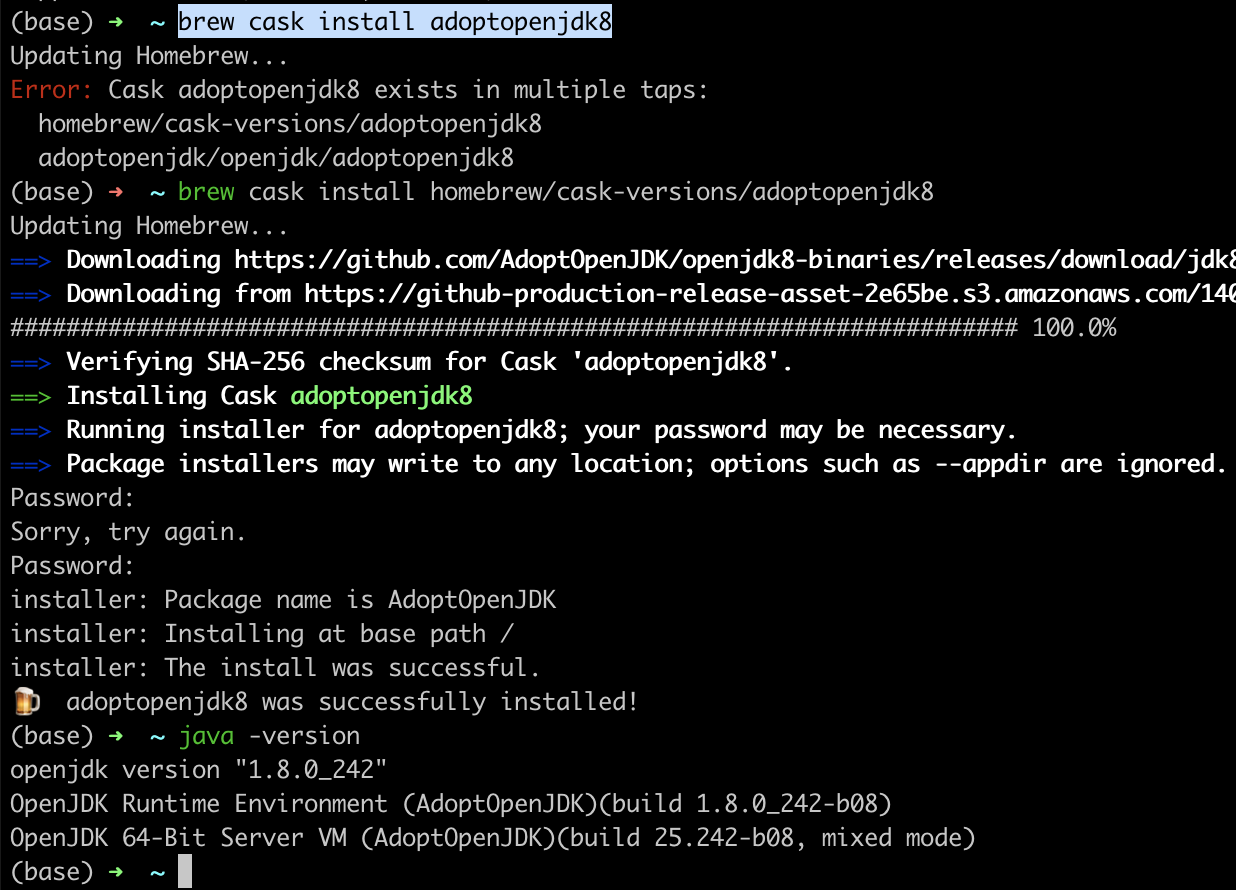 (base) ➜ ~ brew cask install adoptopenjdk8
Updating Homebrew...
Error: Cask adoptopenjdk8 exists in multiple taps:
  homebrew/cask-versions/adoptopenjdk8
  adoptopenjdk/openjdk/adoptopenjdk8
(base) ➜ ~ brew cask install homebrew/cask-versions/adoptopenjdk8
Updating Homebrew...
==> Downloading https://github.com/AdoptOpenJDK/openjdk8-binaries/releases/download/jdk8
==> Downloading from https://github-production-release-asset-2e65be.s3.amazonaws.com/140
######################################################################## 100.0%
==> Verifying SHA-256 checksum for Cask 'adoptopenjdk8'.
==> Installing Cask adoptopenjdk8
==> Running installer for adoptopenjdk8; your password may be necessary.
==> Package installers may write to any location; options such as --appdir are ignored.
Password:
Sorry, try again.
Password:
installer: Package name is AdoptOpenJDK
installer: Installing at base path /
installer: The install was successful.
🍺 adoptopenjdk8 was successfully installed!
(base) ➜ ~ java -version
openjdk version "1.8.0_242"
OpenJDK Runtime Environment (AdoptOpenJDK)(build 1.8.0_242-b08)
OpenJDK 64-Bit Server VM (AdoptOpenJDK)(build 25.242-b08, mixed mode)
(base) ➜ ~